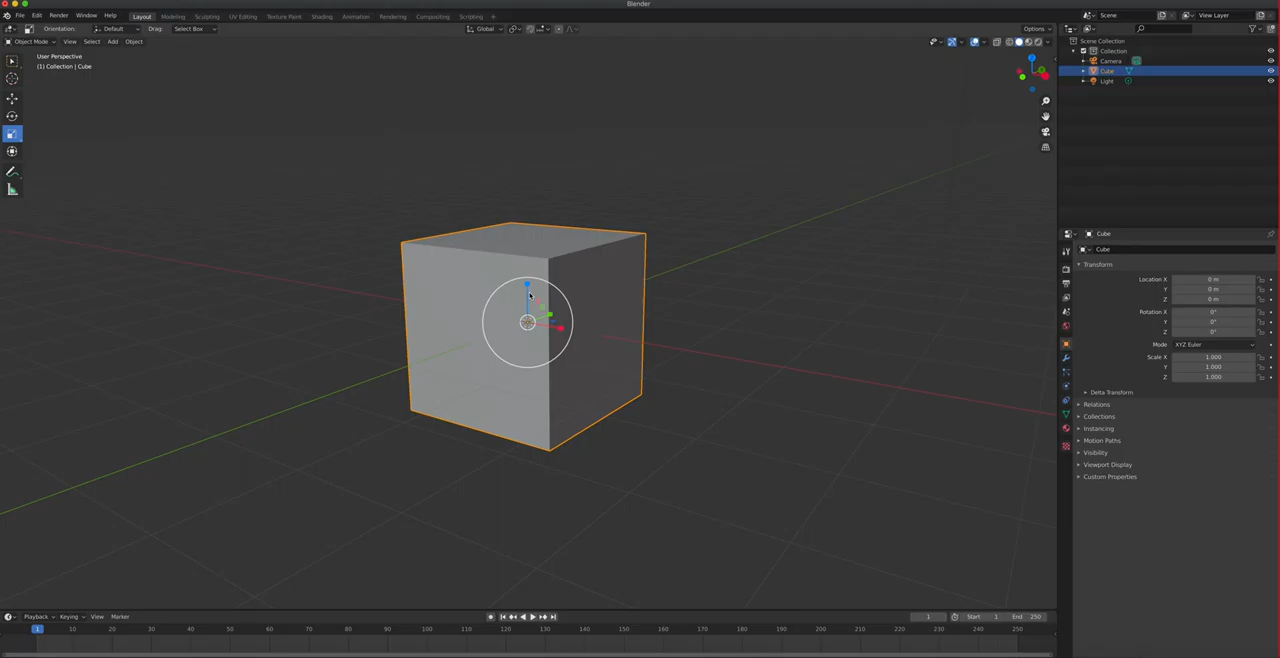 Blender
File Edit Render Window Help Layout Modeling Sculpting UV Editing Texture Paint Shading Animation Rendering Compositing Scripting + Scene View Layer
Orientation: Default Drag: Select Box Global Options
Object Mode View Select Add Object
User Perspective
(1) Collection | Cube
Scene Collection
Collection
Camera
Cube
Light
Cube
Cube
Transform
Location X 0 m
Y 0 m
Z 0 m
Rotation X 0°
Y 0°
Z 0°
Mode XYZ Euler
Scale X 1.000
Y 1.000
Z 1.000
Delta Transform
Relations
Collections
Instancing
Motion Paths
Visibility
Viewport Display
Custom Properties
Playback Keying View Marker 1 Start 1 End 250
1 10 20 30 40 50 60 70 80 90 100 110 120 130 140 150 160 170 180 190 200 210 220 230 240 250